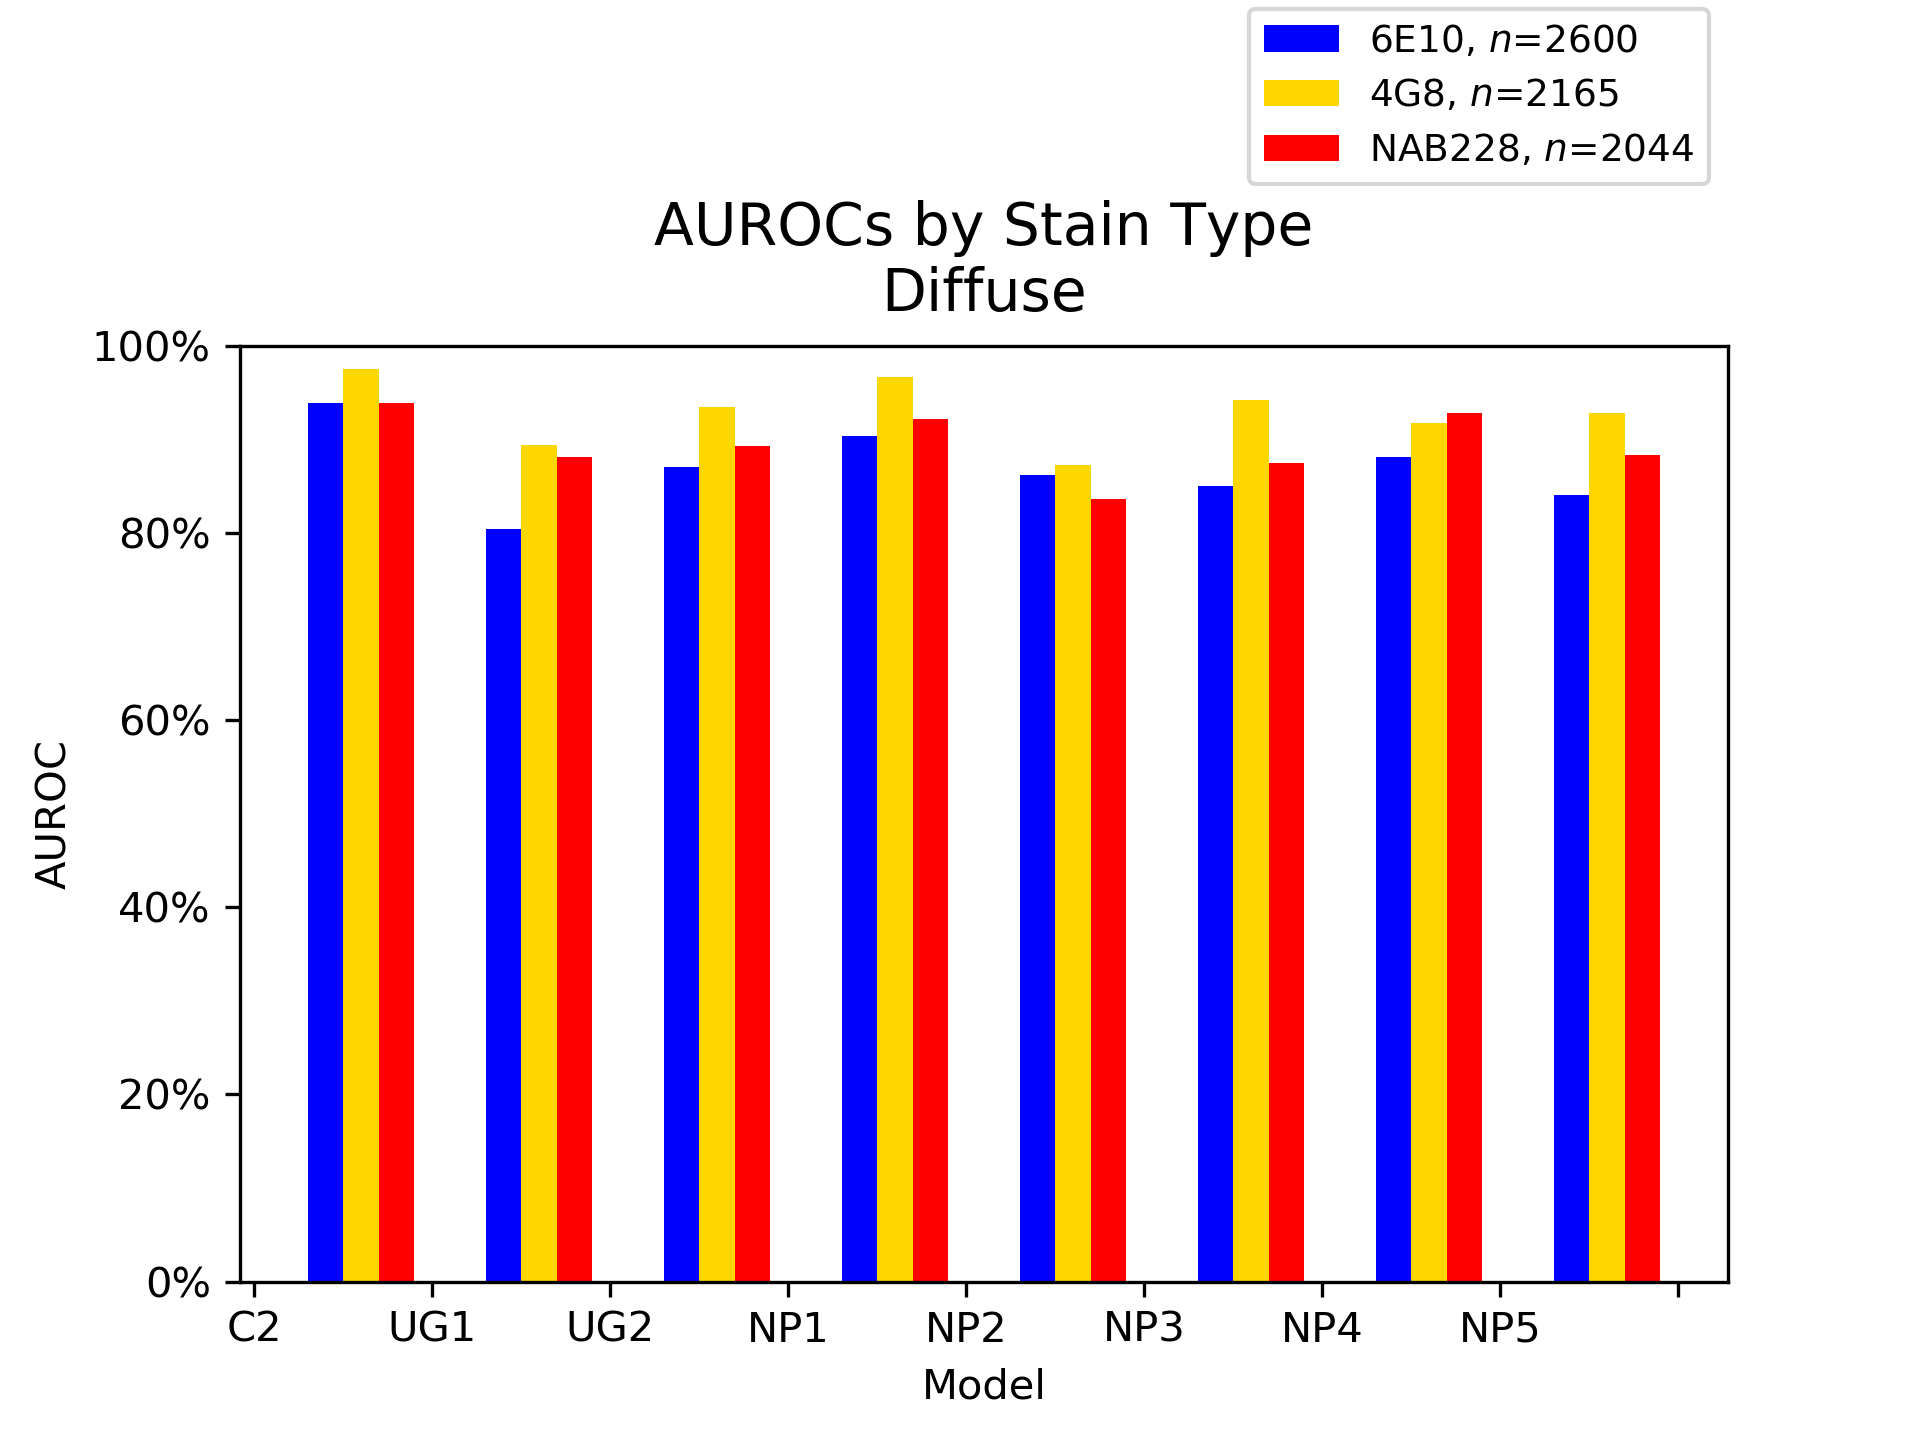 6E10, n=2600
4G8, n=2165
NAB228, n=2044
AUROCs by Stain Type
Diffuse
100%
80%
60%
40%
20%
0%
AUROC
C2 UG1 UG2 NP1 NP2 NP3 NP4 NP5
Model